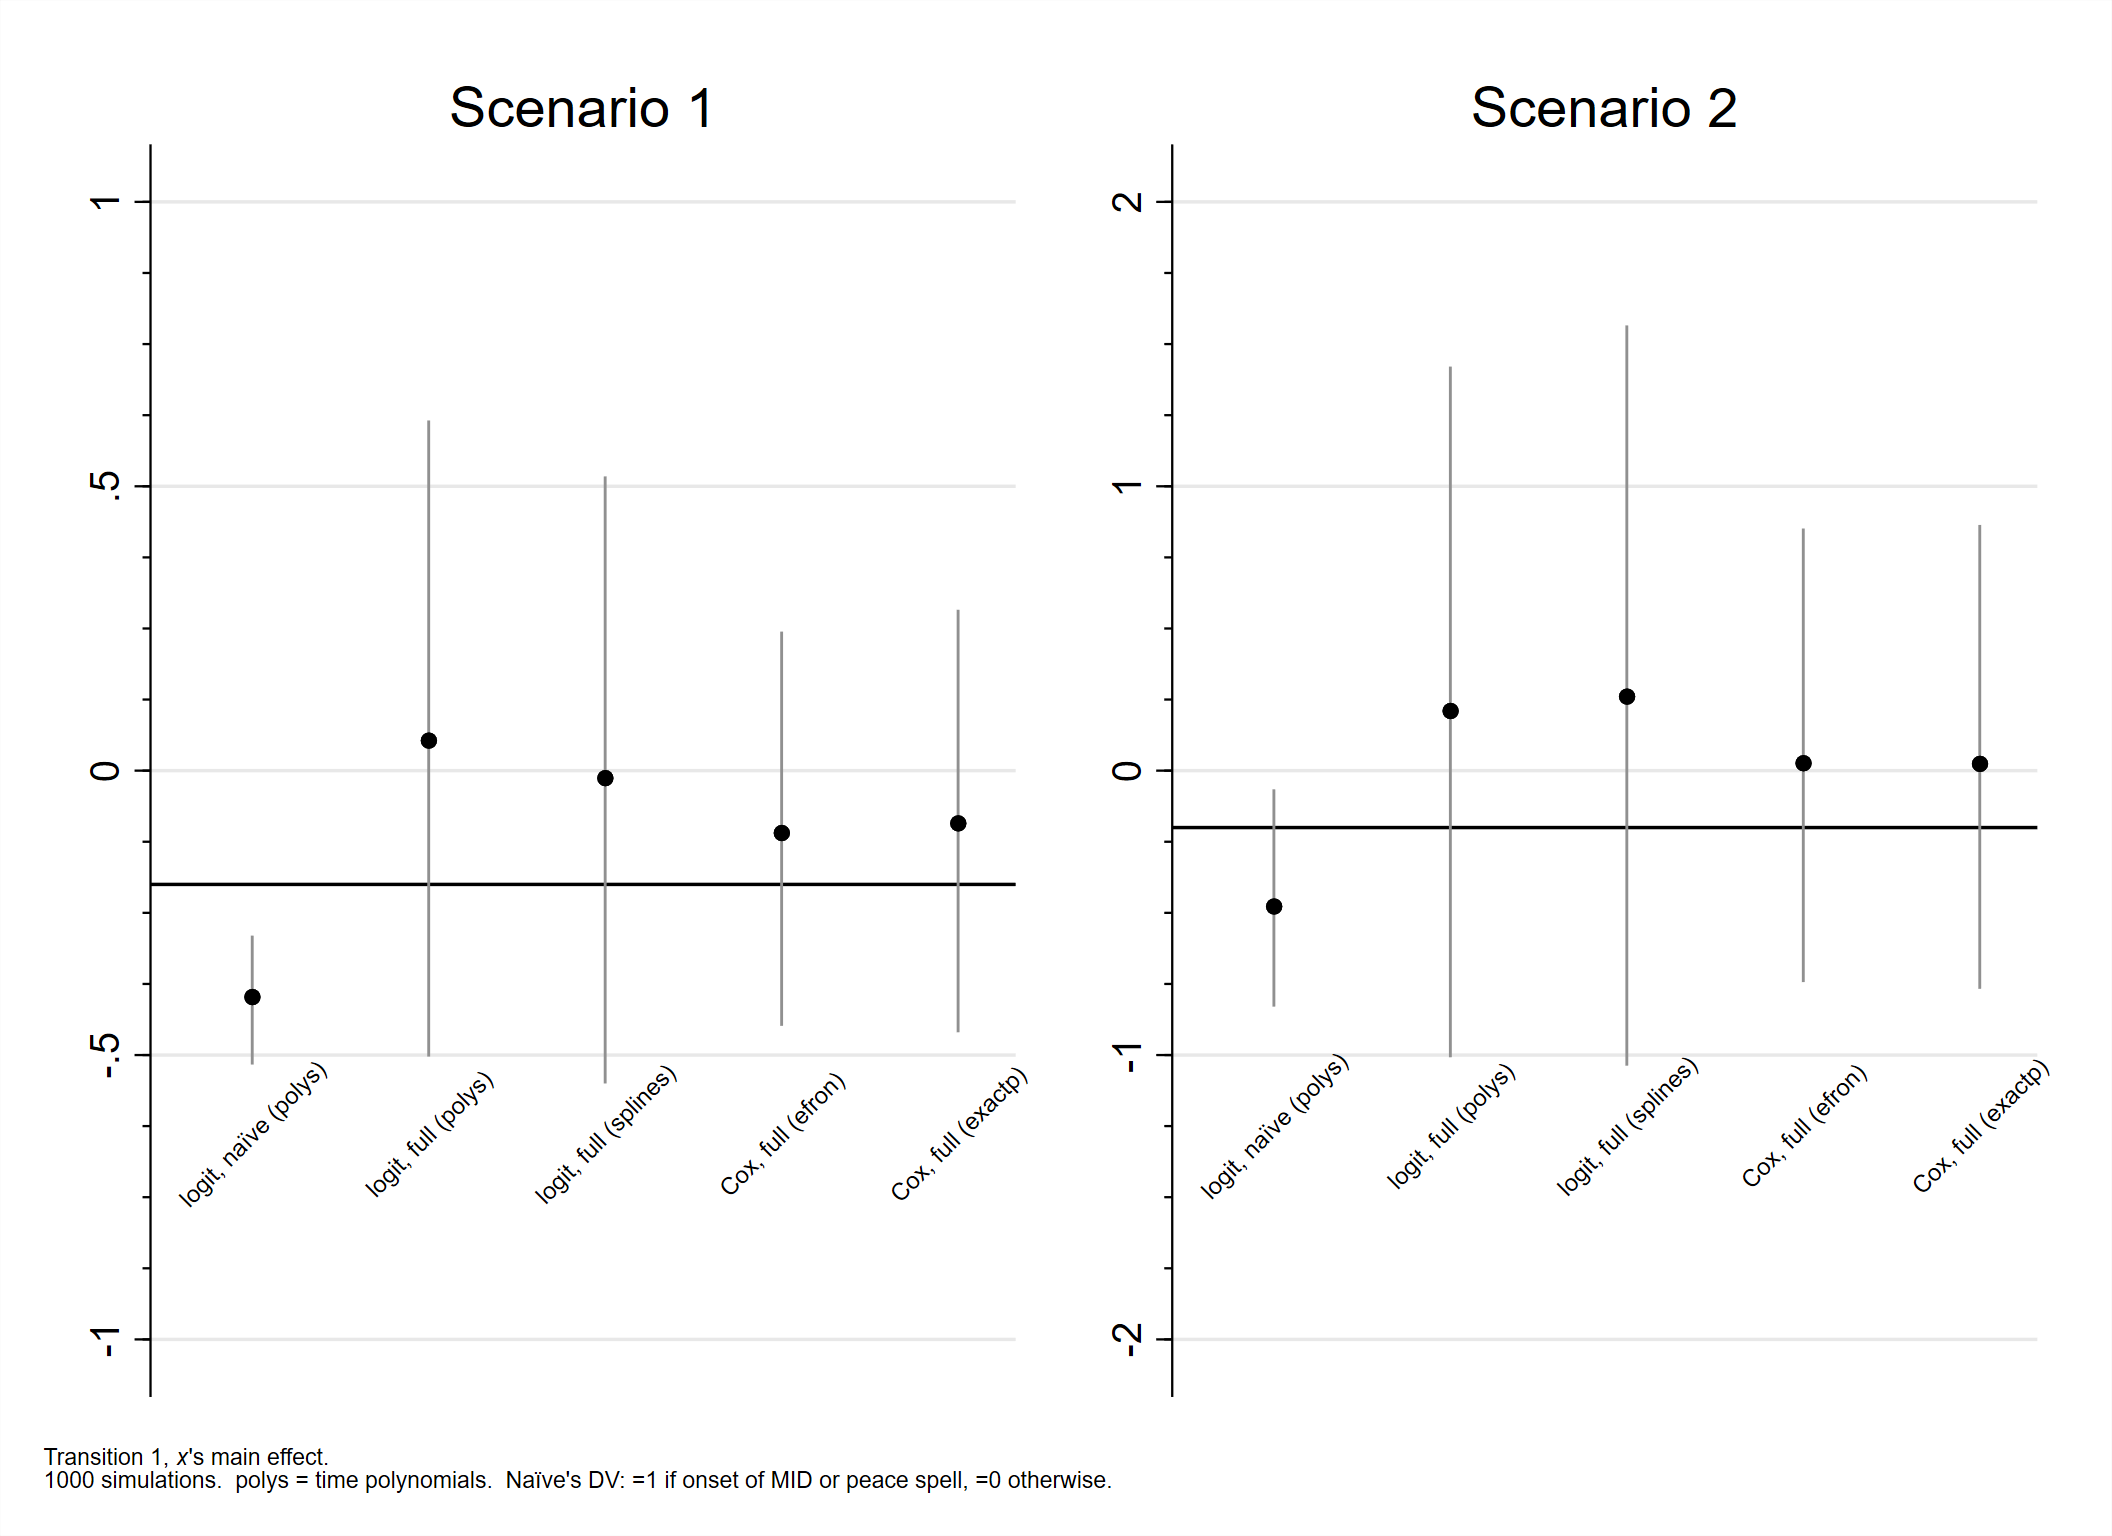 Scenario 1
1
.5
0
-.5
-1
logit, naïve (polys)
logit, full (polys)
logit, full (splines)
Cox, full (efron)
Cox, full (exactp)
Scenario 2
2
1
0
-1
-2
logit, naïve (polys)
logit, full (polys)
logit, full (splines)
Cox, full (efron)
Cox, full (exactp)
Transition 1, x's main effect.
1000 simulations.  polys = time polynomials.  Naïve's DV: =1 if onset of MID or peace spell, =0 otherwise.